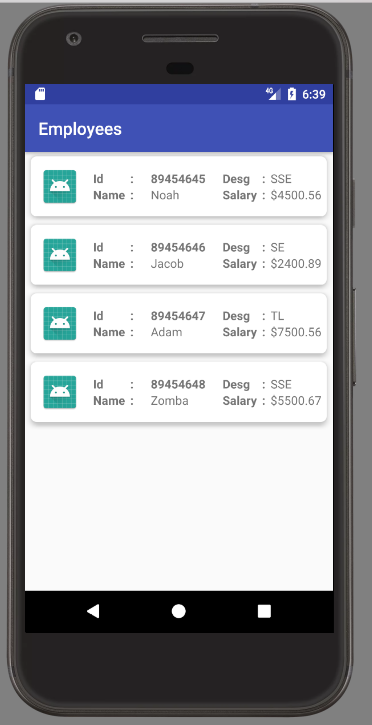 4G 6:39
Employees
Id : 89454645 Desg : SSE
Name : Noah Salary : $4500.56
Id : 89454646 Desg : SE
Name : Jacob Salary : $2400.89
Id : 89454647 Desg : TL
Name : Adam Salary : $7500.56
Id : 89454648 Desg : SSE
Name : Zomba Salary : $5500.67